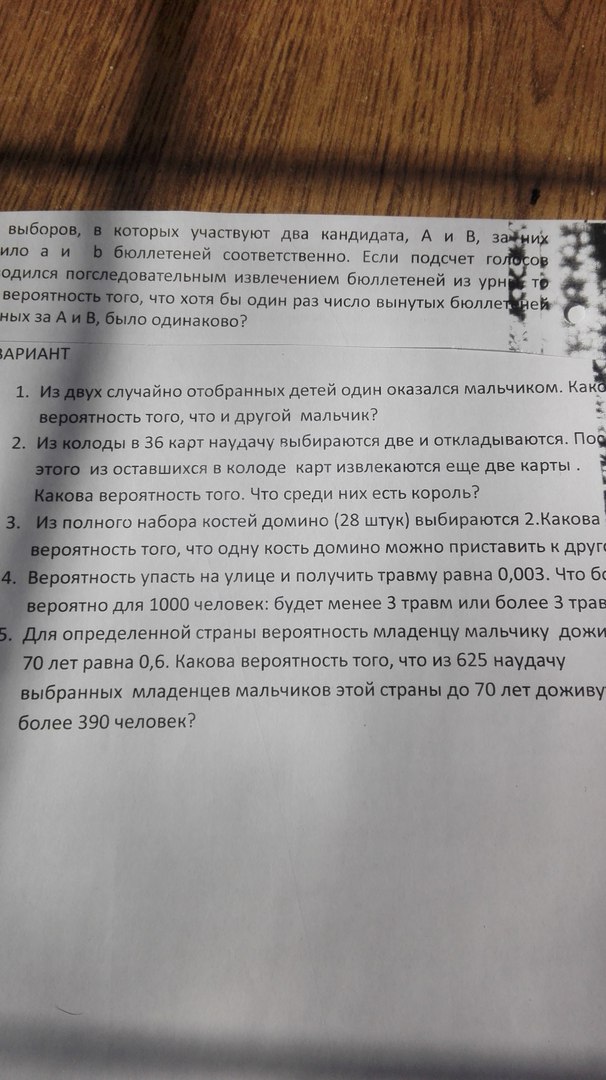 выборов, в которых участвуют два кандидата, А и В, за них
ило а и b бюллетеней соответственно. Если подсчет голосов
одился погследовательным извлечением бюллетеней из урны, то
вероятность того, что хотя бы один раз число вынутых бюллетеней
ных за А и В, было одинаково?
ВАРИАНТ
1. Из двух случайно отобранных детей один оказался мальчиком. Како
вероятность того, что и другой мальчик?
2. Из колоды в 36 карт наудачу выбираются две и откладываются. Пос
этого из оставшихся в колоде карт извлекаются еще две карты .
Какова вероятность того. Что среди них есть король?
3. Из полного набора костей домино (28 штук) выбираются 2.Какова
вероятность того, что одну кость домино можно приставить к друго
4. Вероятность упасть на улице и получить травму равна 0,003. Что бо
вероятно для 1000 человек: будет менее 3 травм или более 3 трав
5. Для определенной страны вероятность младенцу мальчику дожи
70 лет равна 0,6. Какова вероятность того, что из 625 наудачу
выбранных младенцев мальчиков этой страны до 70 лет доживу
более 390 человек?